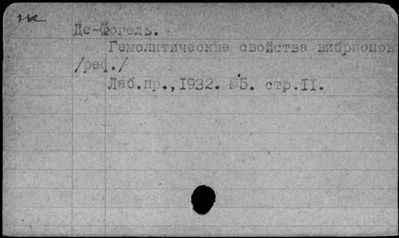 Де-Фогель.
Гемолитические свойства вибрионов
/реф./
Лаб.пр.,1932. №5. стр.II.